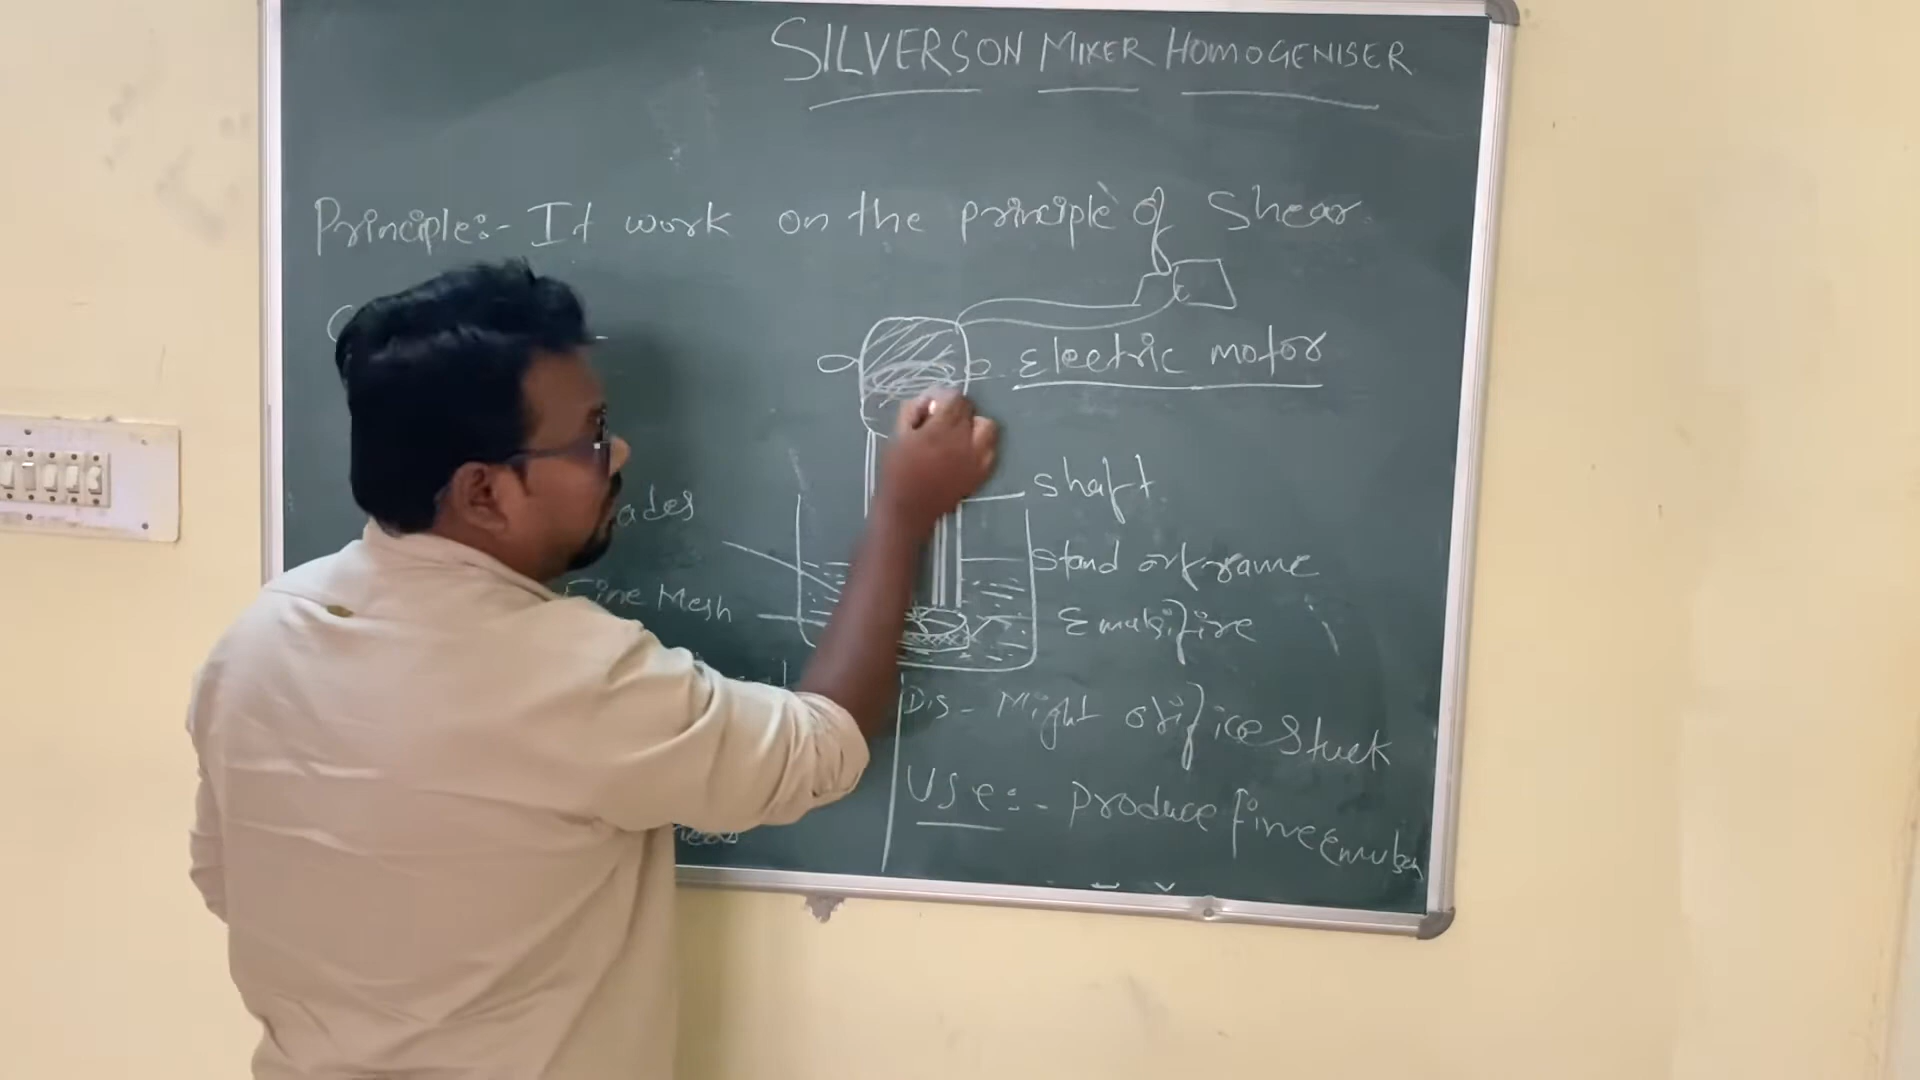 SILVERSON MIXER HOMOGENISER
Principle:- It work on the principle of Shear
Electric motor
Shaft
Stand or frame
Fine Mesh
Emulsifire
Dis - Might orifice Stuck
Use:- Produce fine